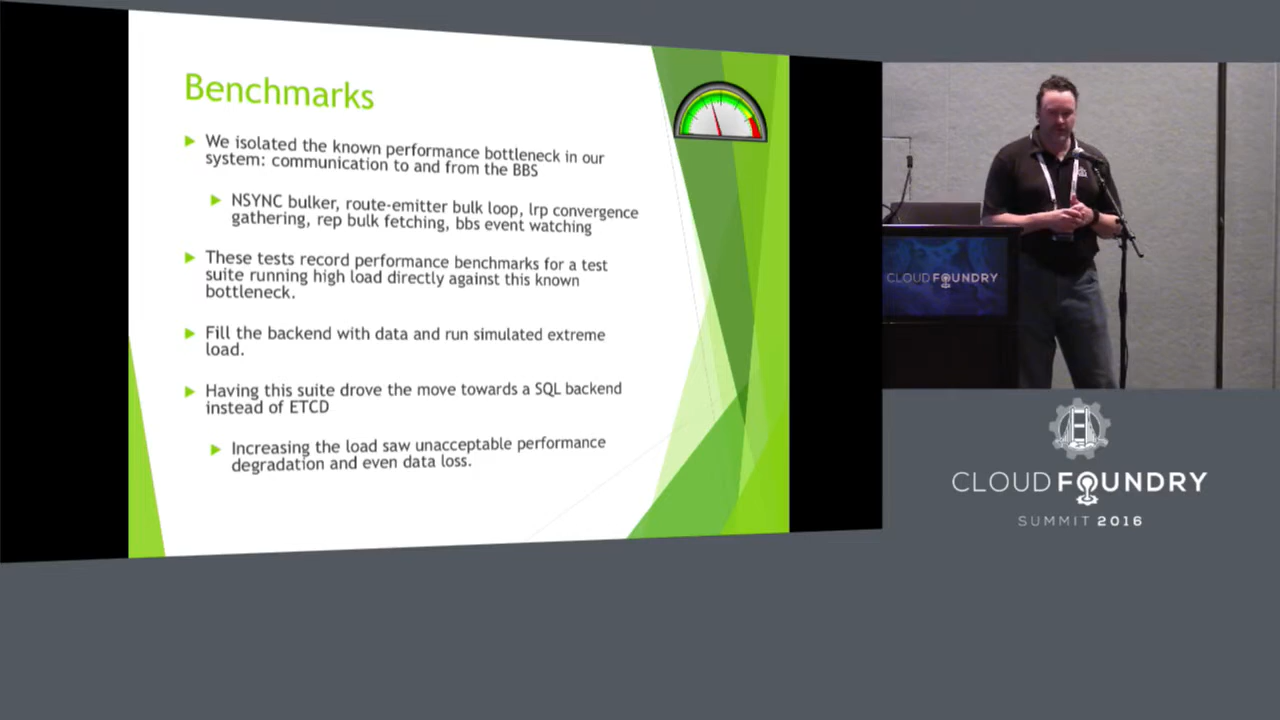 Benchmarks
We isolated the known performance bottleneck in our
system: communication to and from the BBS
NSYNC bulker, route-emitter bulk loop, lrp convergence
gathering, rep bulk fetching, bbs event watching
These tests record performance benchmarks for a test
suite running high load directly against this known
bottleneck.
Fill the backend with data and run simulated extreme
load.
Having this suite drove the move towards a SQL backend
instead of ETCD
Increasing the load saw unacceptable performance
degradation and even data loss.
CLOUD FOUNDRY
CLOUD FOUNDRY
SUMMIT 2016